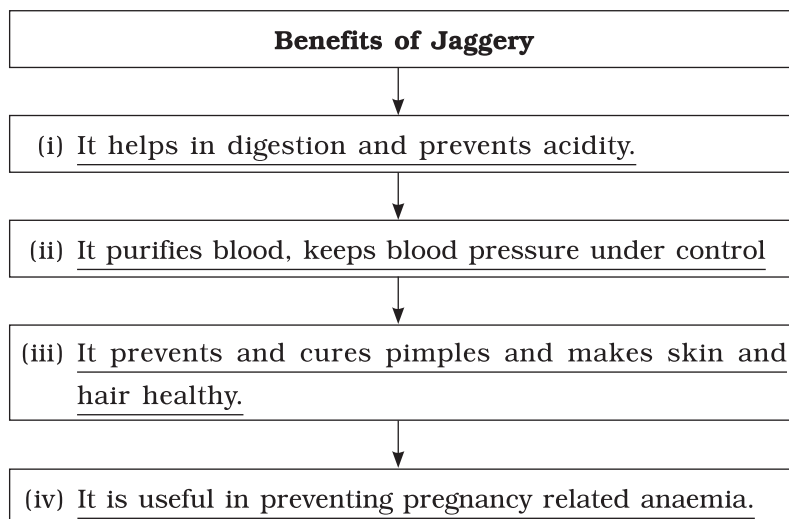 Benefits of Jaggery
(i) It helps in digestion and prevents acidity.
(ii) It purifies blood, keeps blood pressure under control
(iii) It prevents and cures pimples and makes skin and
hair healthy.
(iv) It is useful in preventing pregnancy related anaemia.